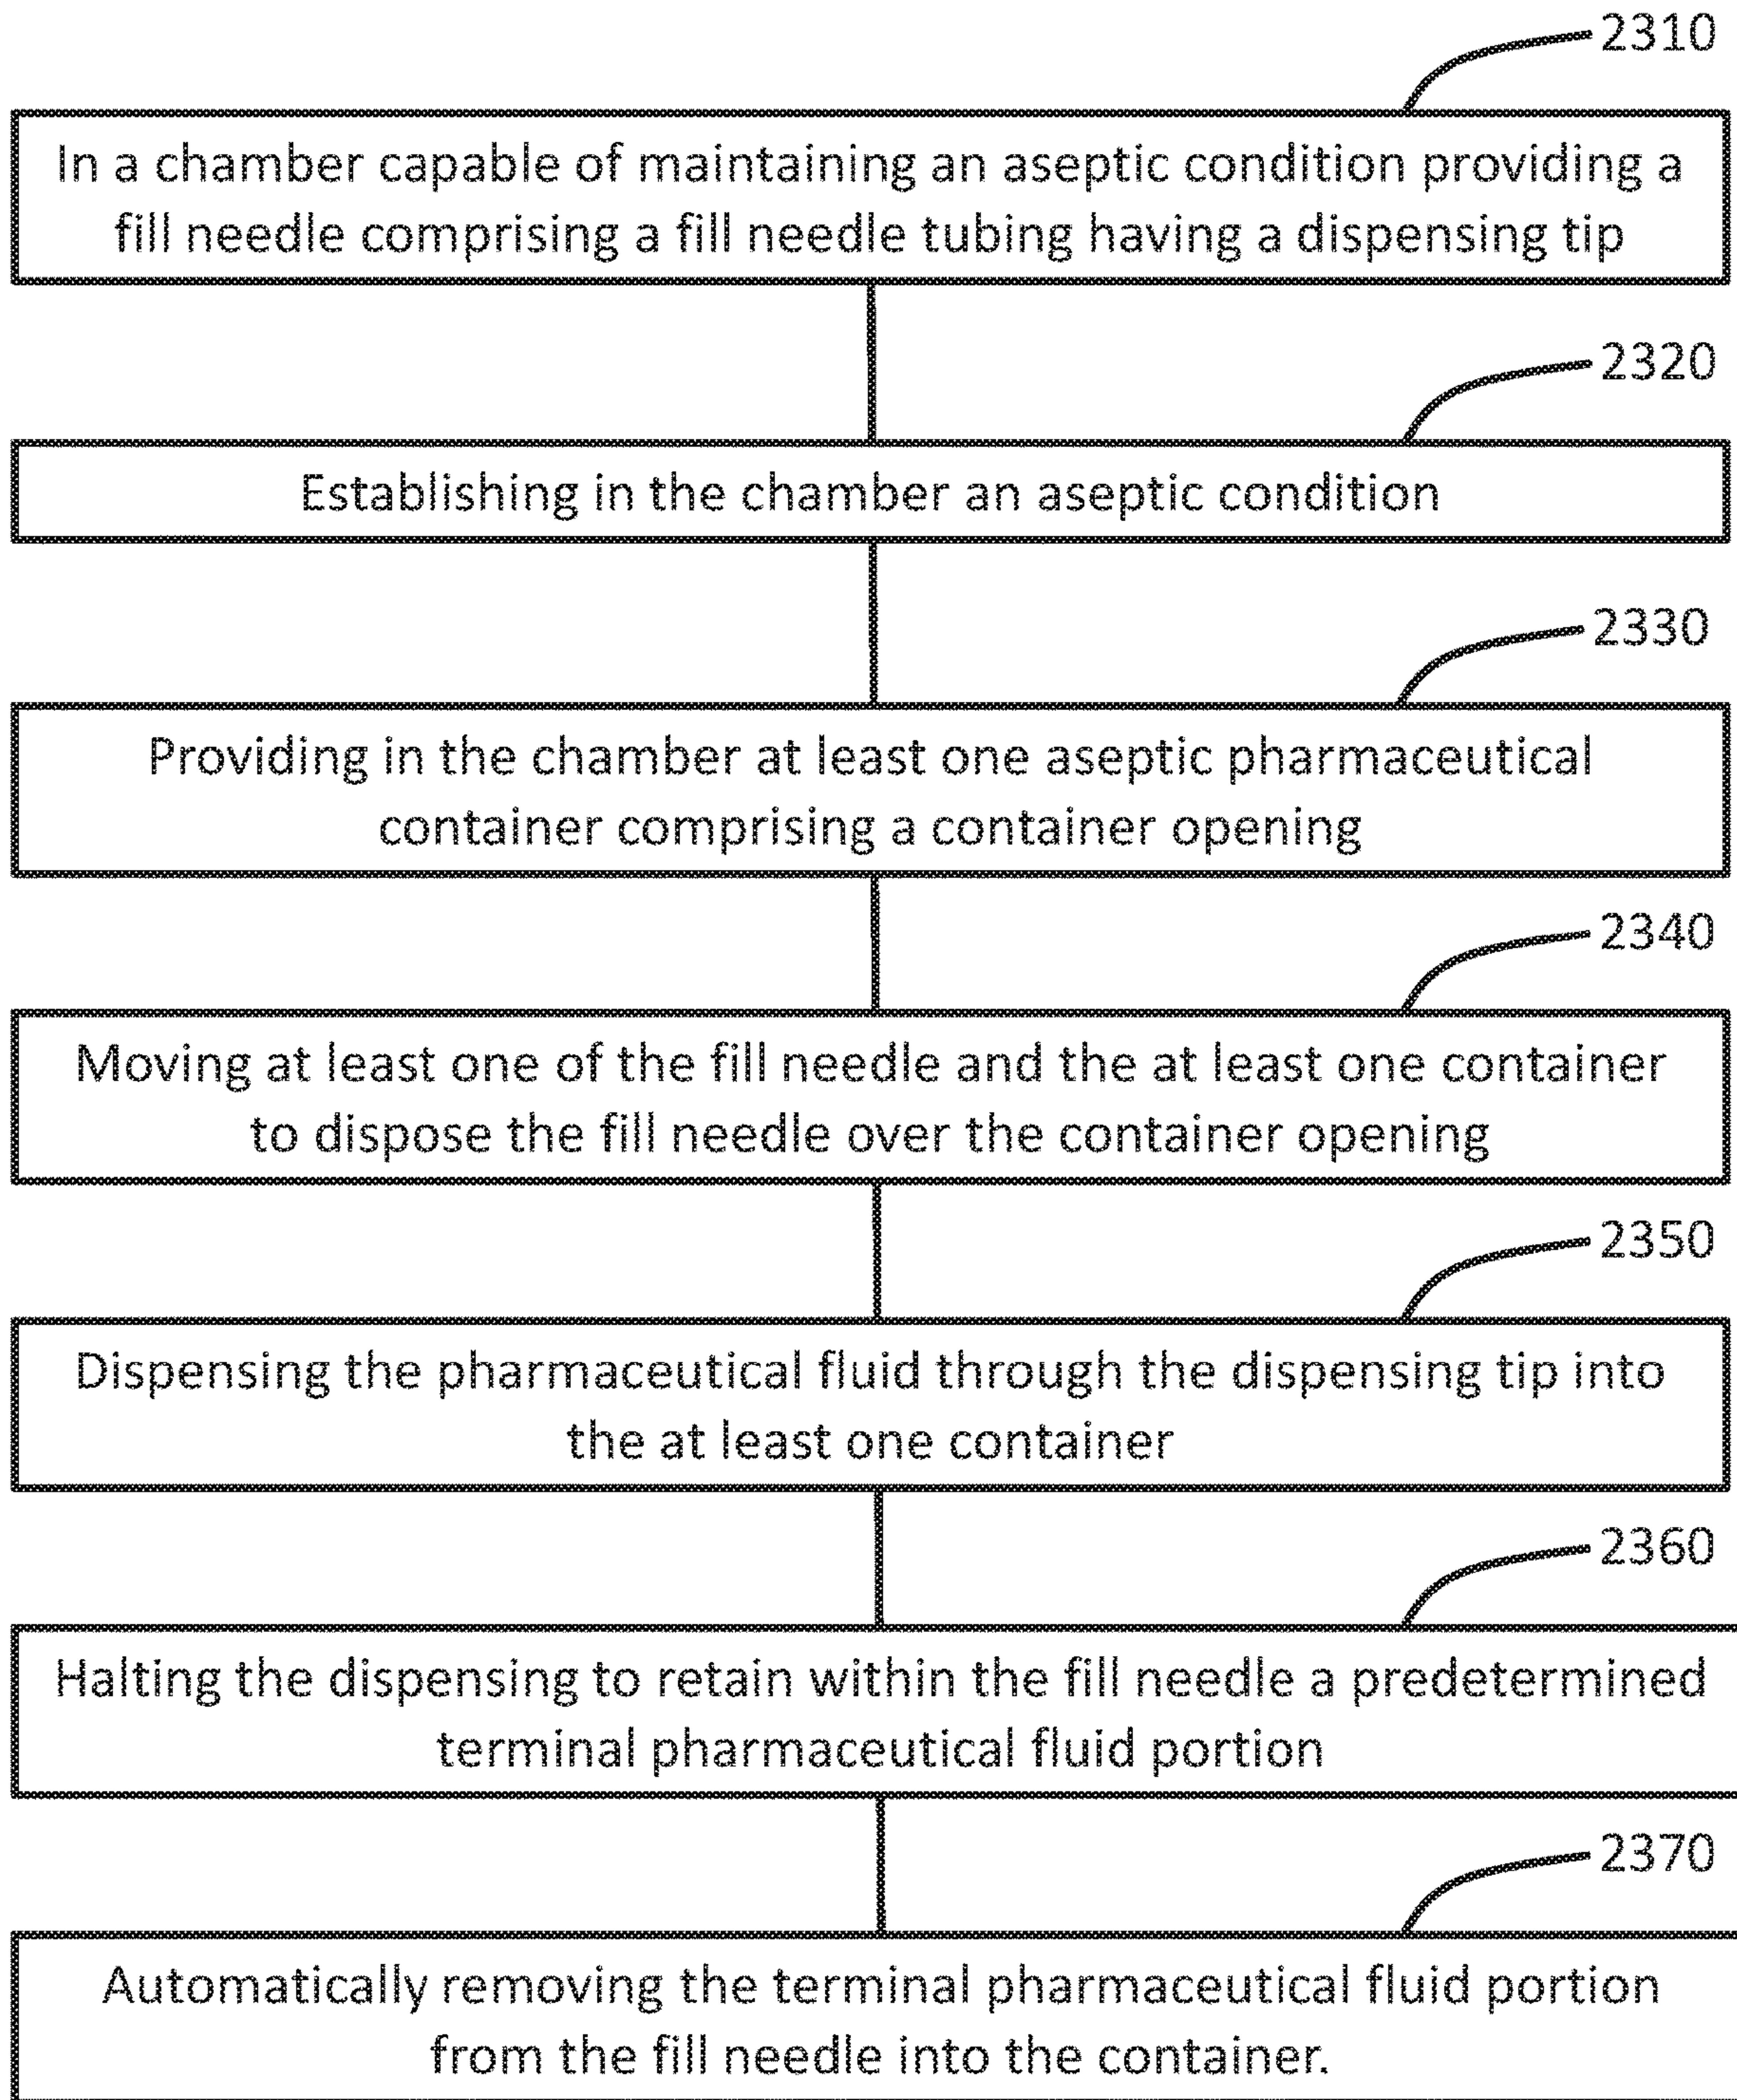 2310
In a chamber capable of maintaining an aseptic condition providing a
fill needle comprising a fill needle tubing having a dispensing tip
2320
Establishing in the chamber an aseptic condition
2330
Providing in the chamber at least one aseptic pharmaceutical
container comprising a container opening
2340
Moving at least one of the fill needle and the at least one container
to dispose the fill needle over the container opening
2350
Dispensing the pharmaceutical fluid through the dispensing tip into
the at least one container
2360
Halting the dispensing to retain within the fill needle a predetermined
terminal pharmaceutical fluid portion
2370
Automatically removing the terminal pharmaceutical fluid portion
from the fill needle into the container.